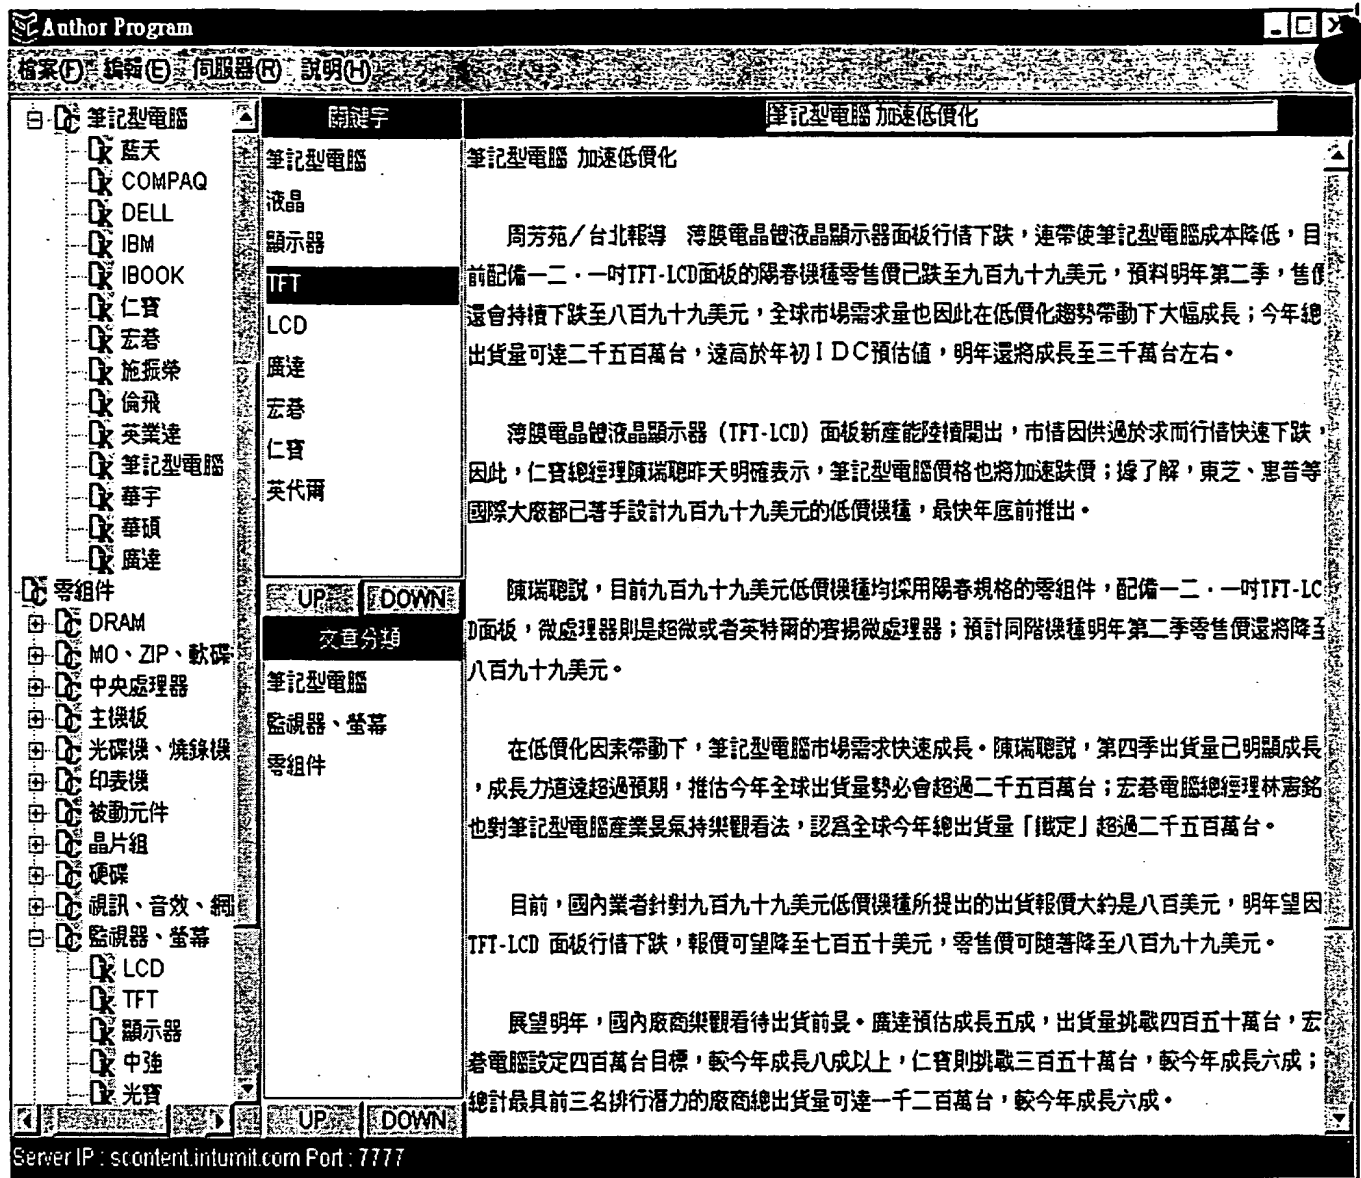 Author Program
檔案(F) 編輯(E) 伺服器(R) 說明(H)
筆記型電腦
藍天
COMPAQ
DELL
IBM
IBOOK
仁寶
宏碁
施振榮
倫飛
英業達
筆記型電腦
華宇
華碩
廣達
零組件
DRAM
MO、ZIP、軟碟
中央處理器
主機板
光碟機、燒錄機
印表機
被動元件
晶片組
硬碟
視訊、音效、網
監視器、螢幕
LCD
TFT
顯示器
中強
光寶
關鍵字
筆記型電腦
液晶
顯示器
TFT
LCD
廣達
宏碁
仁寶
英代爾
UP DOWN
文章分類
筆記型電腦
監視器、螢幕
零組件
UP DOWN
筆記型電腦 加速低價化
筆記型電腦 加速低價化
周芳苑／台北報導 薄膜電晶體液晶顯示器面板行情下跌，連帶使筆記型電腦成本降低，目
前配備一二．一吋TFT-LCD面板的陽春機種零售價已跌至九百九十九美元，預料明年第二季，售價
還會持續下跌至八百九十九美元，全球市場需求量也因此在低價化趨勢帶動下大幅成長；今年總
出貨量可達二千五百萬台，遠高於年初ＩＤＣ預估值，明年還將成長至三千萬台左右。
薄膜電晶體液晶顯示器（TFT-LCD）面板新產能陸續開出，市情因供過於求而行情快速下跌，
因此，仁寶總經理陳瑞聰昨天明確表示，筆記型電腦價格也將加速跌價；據了解，東芝、惠普等
國際大廠都已著手設計九百九十九美元的低價機種，最快年底前推出。
陳瑞聰說，目前九百九十九美元低價機種均採用陽春規格的零組件，配備一二．一吋TFT-LC
D面板，微處理器則是超微或者英特爾的賽揚微處理器；預計同階機種明年第二季零售價還將降至
八百九十九美元。
在低價化因素帶動下，筆記型電腦市場需求快速成長。陳瑞聰說，第四季出貨量已明顯成長
，成長力道遠超過預期，推估今年全球出貨量勢必會超過二千五百萬台；宏碁電腦總經理林憲銘
也對筆記型電腦產業景氣持樂觀看法，認為全球今年總出貨量「鐵定」超過二千五百萬台。
目前，國內業者針對九百九十九美元低價機種所提出的出貨報價大約是八百美元，明年望因
TFT-LCD 面板行情下跌，報價可望降至七百五十美元，零售價可隨著降至八百九十九美元。
展望明年，國內廠商樂觀看待出貨前景。廣達預估成長五成，出貨量挑戰四百五十萬台，宏
碁電腦設定四百萬台目標，較今年成長八成以上，仁寶則挑戰三百五十萬台，較今年成長六成；
總計最具前三名排行潛力的廠商總出貨量可達一千二百萬台，較今年成長六成。
Server IP : scontent.intumit.com Port : 7777